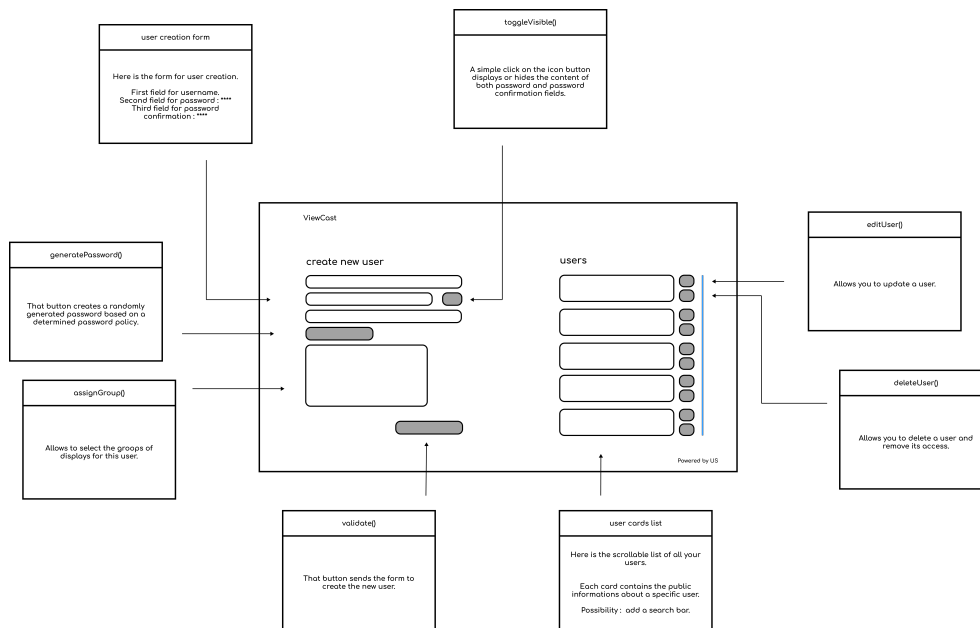 user creation form
Here is the form for user creation.
First field for username.
Second field for password : ****
Third field for password
confirmation : ****
toggleVisible()
A simple click on the icon button
displays or hides the content of
both password and password
confirmation fields.
generatePassword()
That button creates a randomly
generated password based on a
determined password policy.
assignGroup()
Allows to select the groops of
displays for this user.
ViewCast
create new user
users
Powered by US
editUser()
Allows you to update a user.
deleteUser()
Allows you to delete a user and
remove its access.
validate()
That button sends the form to
create the new user.
user cards list
Here is the scrollable list of all your
users.
Each card contains the public
informations about a specific user.
Possibility : add a search bar.